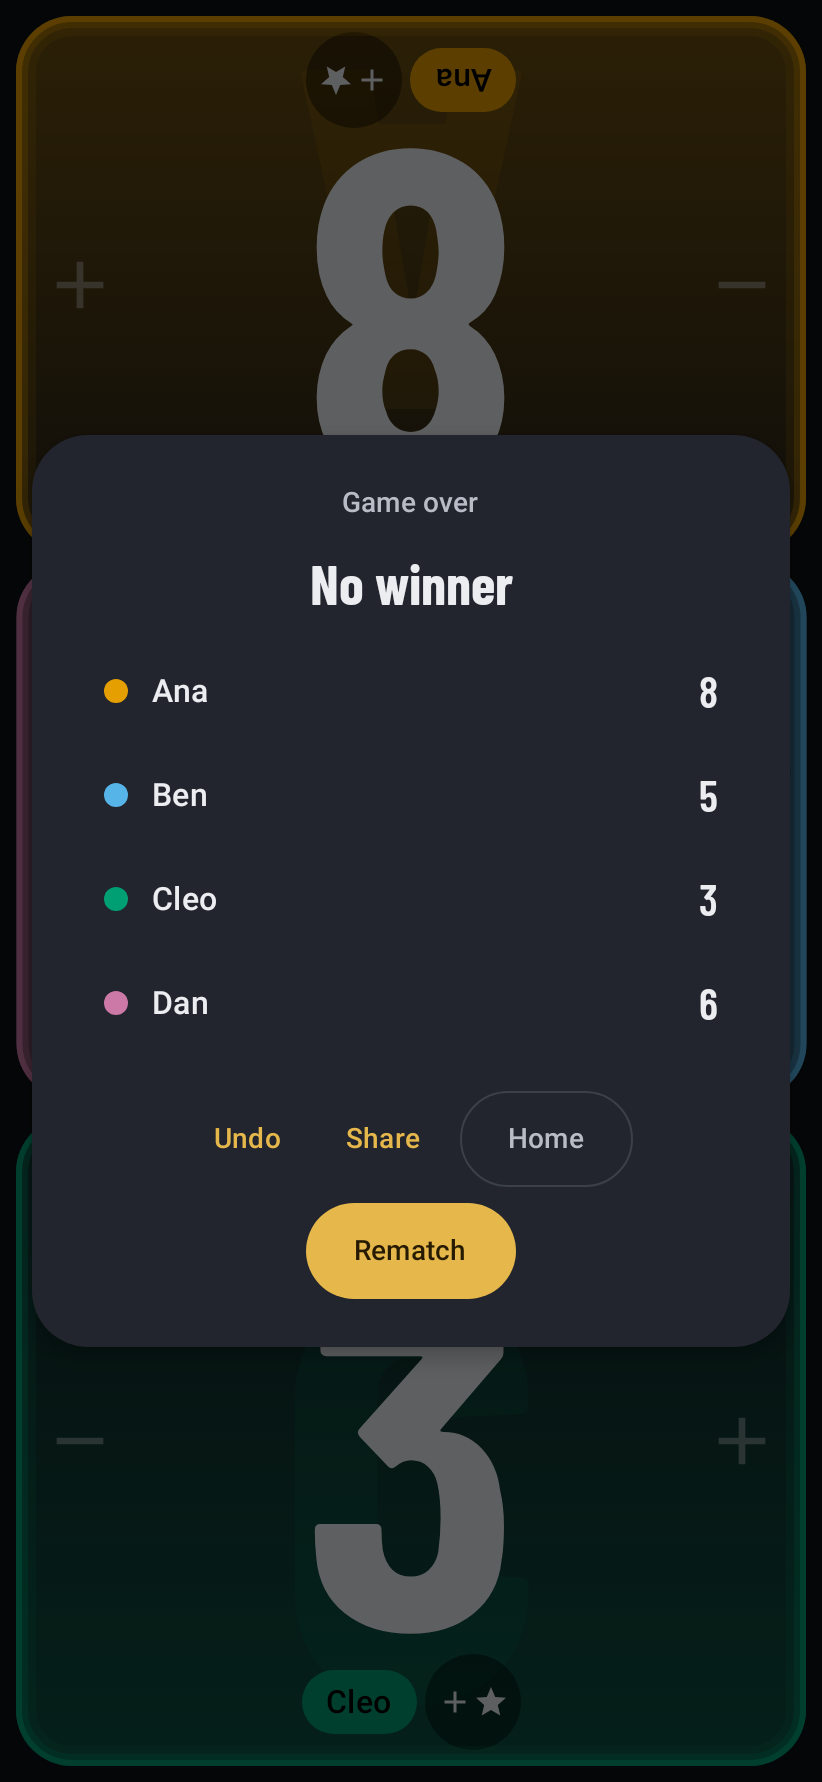 Ana
8
Game over
No winner
Ana 8
Ben 5
Cleo 3
Dan 6
Undo Share Home
Rematch
3
Cleo